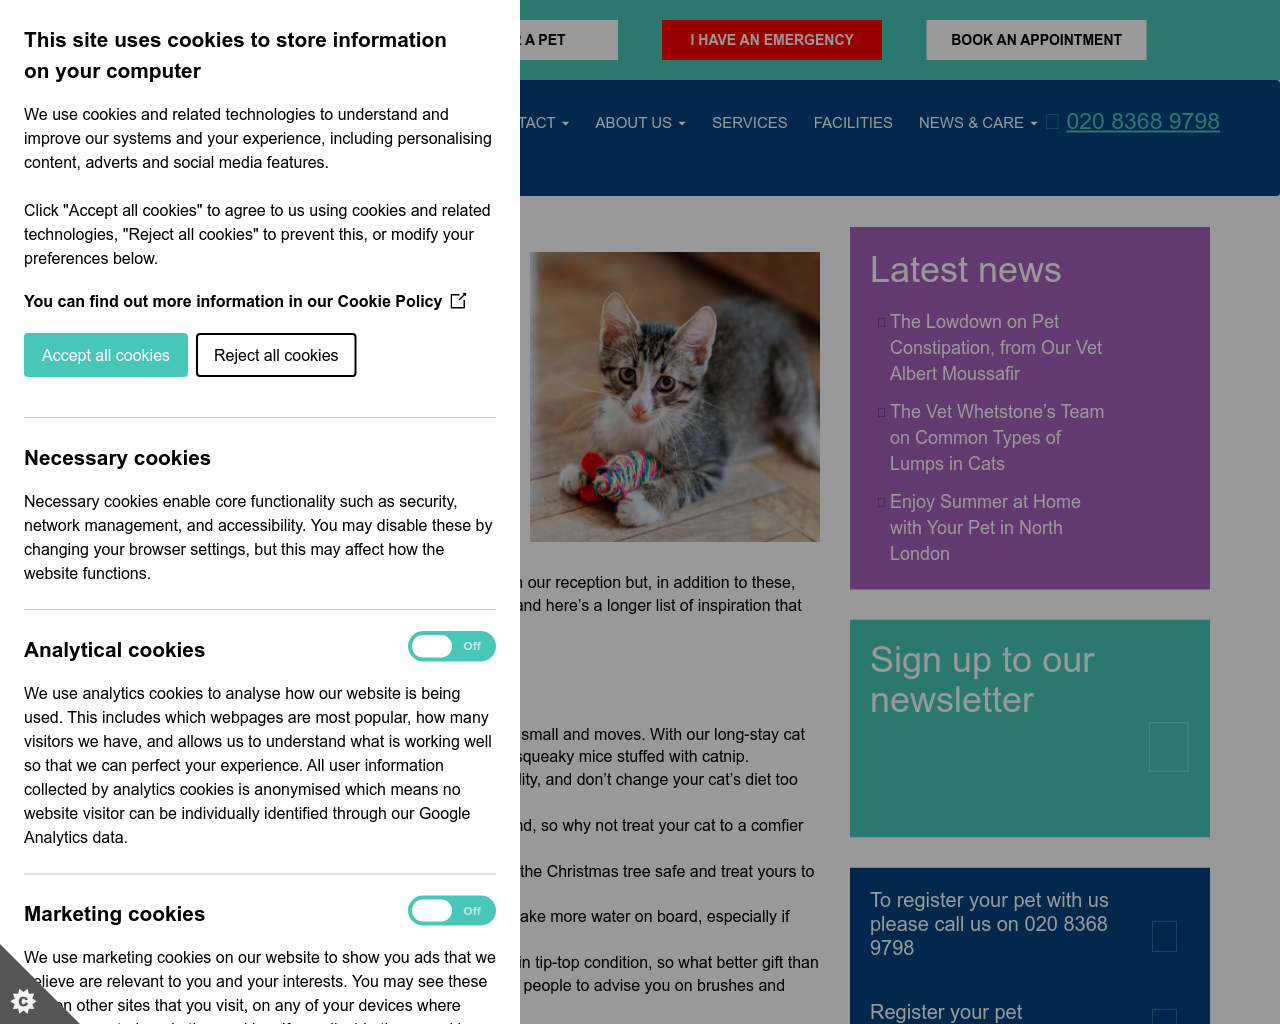 This site uses cookies to store information
on your computer
We use cookies and related technologies to understand and
improve our systems and your experience, including personalising
content, adverts and social media features.
Click "Accept all cookies" to agree to us using cookies and related
technologies, "Reject all cookies" to prevent this, or modify your
preferences below.
You can find out more information in our Cookie Policy
Accept all cookies
Reject all cookies
Necessary cookies
Necessary cookies enable core functionality such as security,
network management, and accessibility. You may disable these by
changing your browser settings, but this may affect how the
website functions.
Analytical cookies
Off
We use analytics cookies to analyse how our website is being
used. This includes which webpages are most popular, how many
visitors we have, and allows us to understand what is working well
so that we can perfect your experience. All user information
collected by analytics cookies is anonymised which means no
website visitor can be individually identified through our Google
Analytics data.
Marketing cookies
Off
We use marketing cookies on our website to show you ads that we
believe are relevant to you and your interests. You may see these
on other sites that you visit, on any of your devices where
A PET
I HAVE AN EMERGENCY
BOOK AN APPOINTMENT
TACT
ABOUT US
SERVICES
FACILITIES
NEWS & CARE
020 8368 9798
our reception but, in addition to these,
and here's a longer list of inspiration that
small and moves. With our long-stay cat
squeaky mice stuffed with catnip.
lity, and don't change your cat's diet too
nd, so why not treat your cat to a comfier
the Christmas tree safe and treat yours to
ake more water on board, especially if
in tip-top condition, so what better gift than
people to advise you on brushes and
Latest news
The Lowdown on Pet
Constipation, from Our Vet
Albert Moussafir
The Vet Whetstone's Team
on Common Types of
Lumps in Cats
Enjoy Summer at Home
with Your Pet in North
London
Sign up to our
newsletter
To register your pet with us
please call us on 020 8368
9798
Register your pet